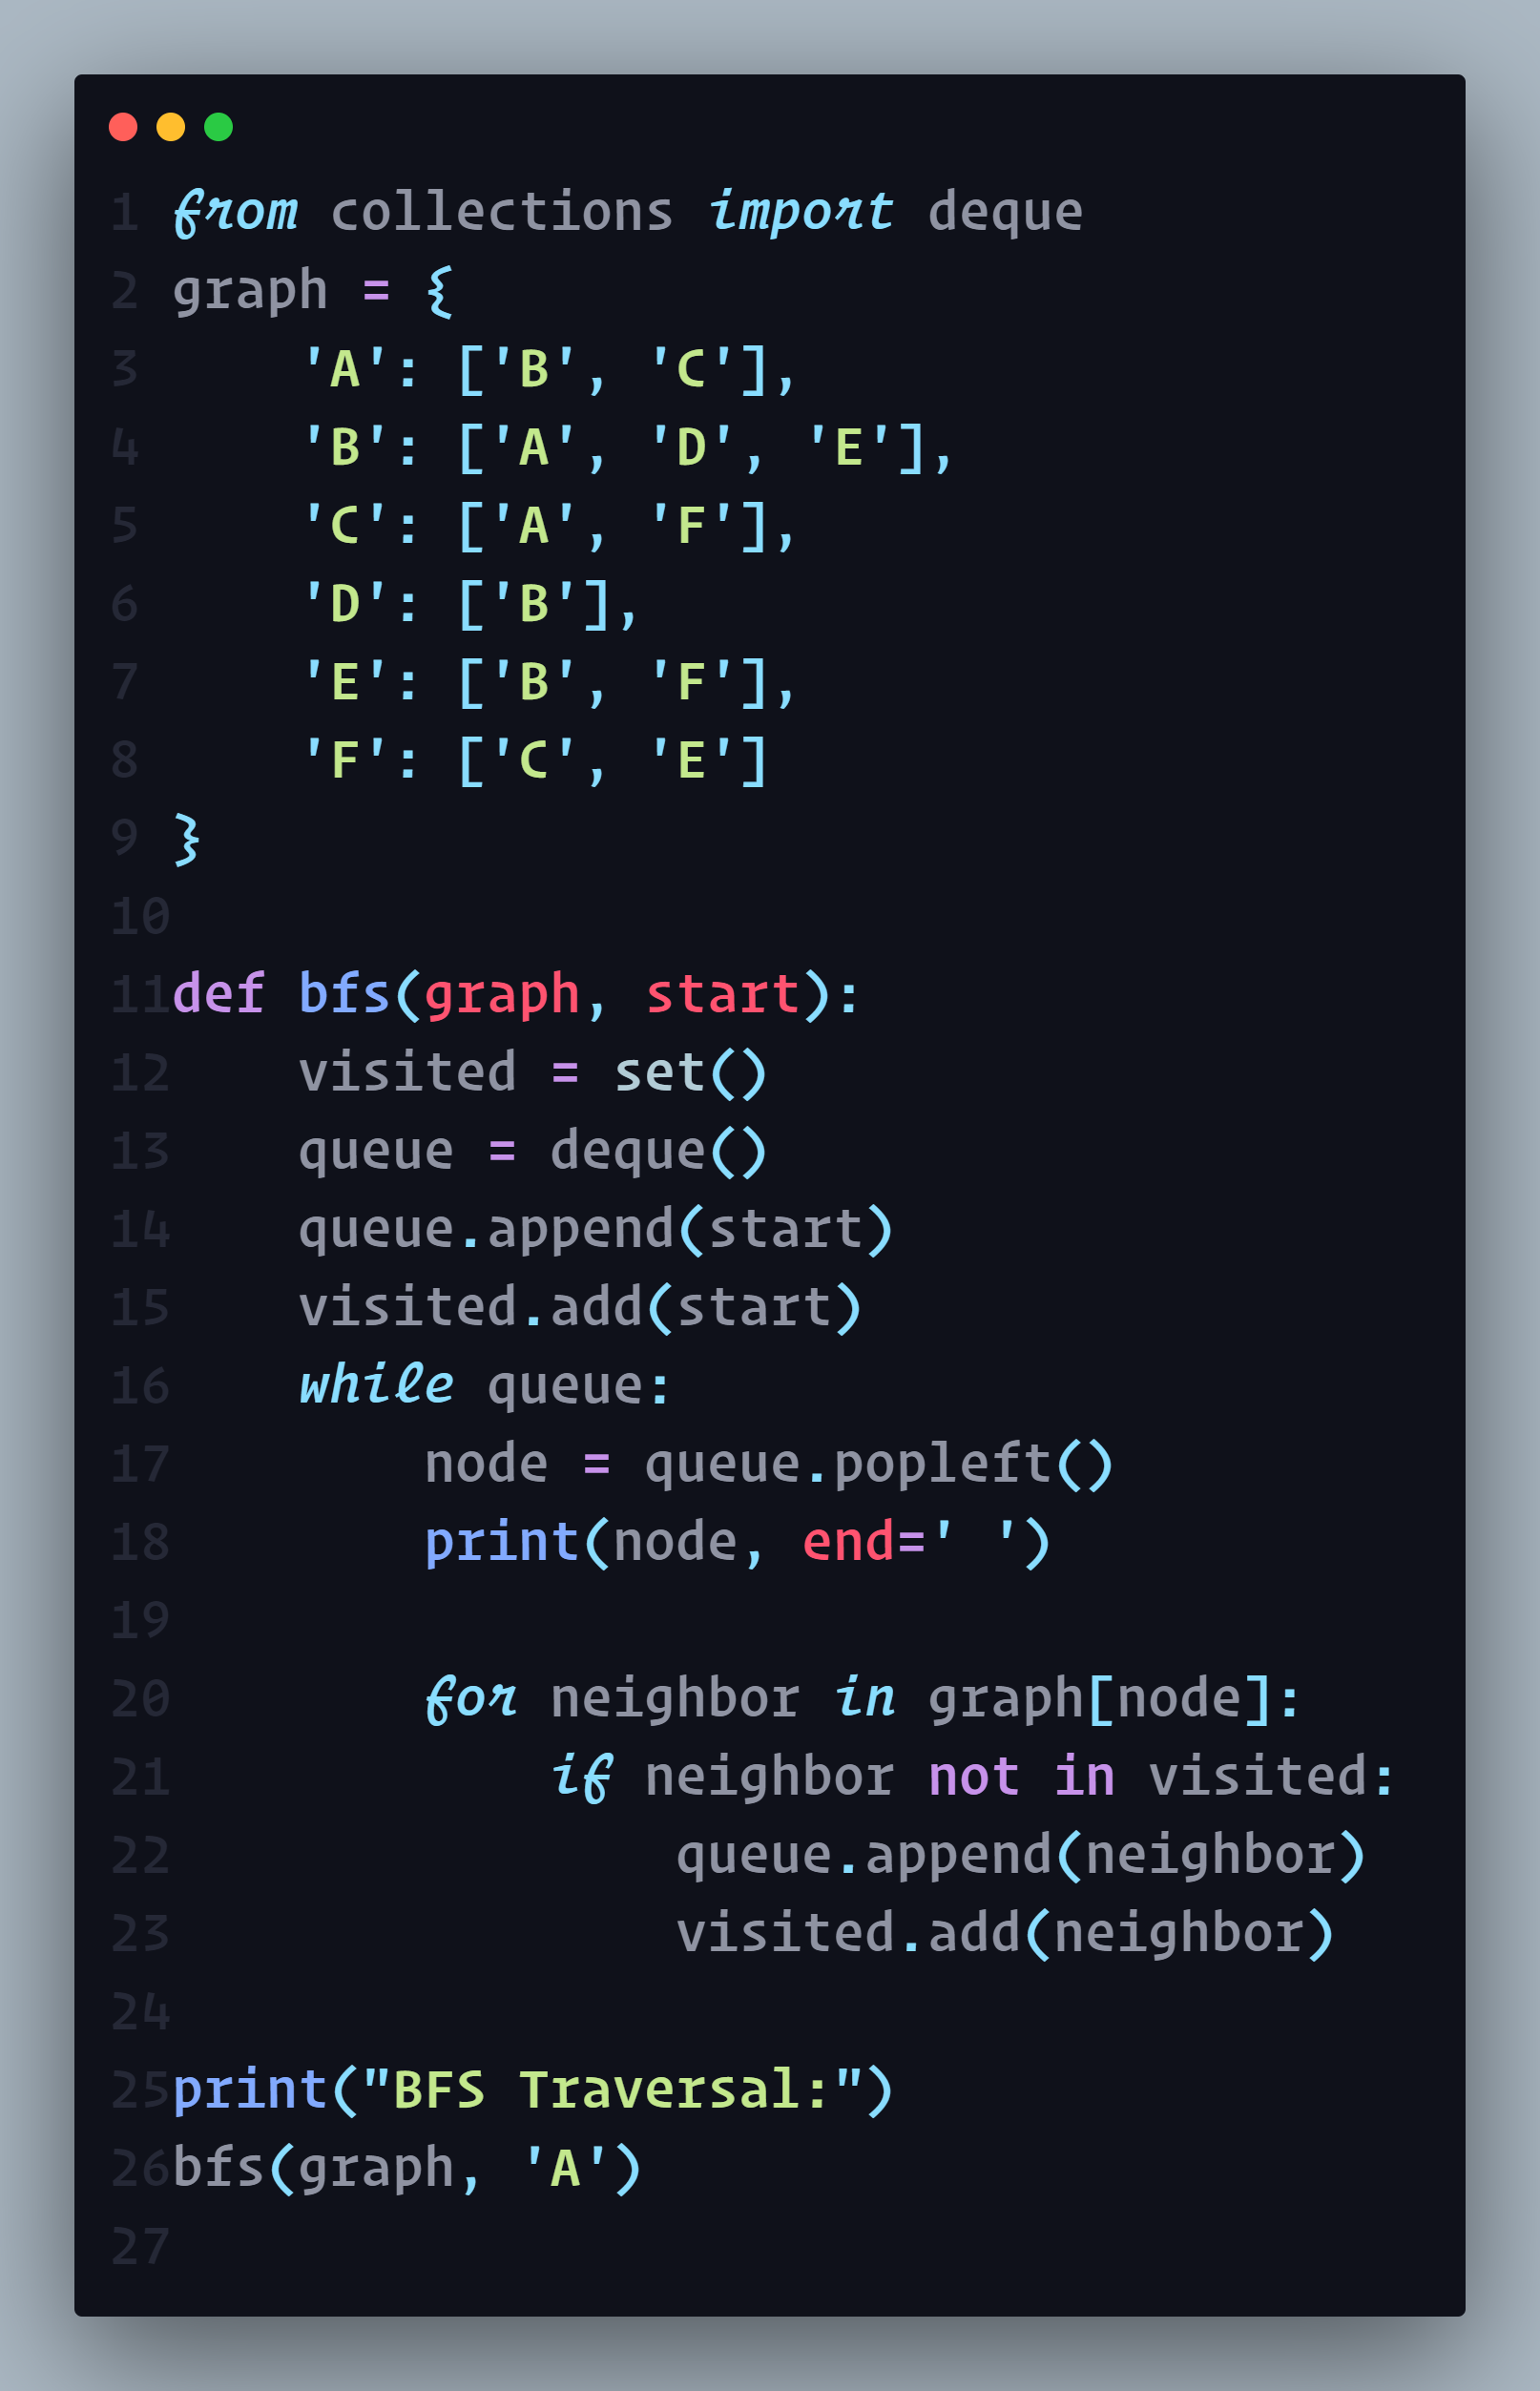 1 from collections import deque
2 graph = {
3     'A': ['B', 'C'],
4     'B': ['A', 'D', 'E'],
5     'C': ['A', 'F'],
6     'D': ['B'],
7     'E': ['B', 'F'],
8     'F': ['C', 'E']
9 }
10
11 def bfs(graph, start):
12     visited = set()
13     queue = deque()
14     queue.append(start)
15     visited.add(start)
16     while queue:
17         node = queue.popleft()
18         print(node, end=' ')
19
20         for neighbor in graph[node]:
21             if neighbor not in visited:
22                 queue.append(neighbor)
23                 visited.add(neighbor)
24
25 print("BFS Traversal:")
26 bfs(graph, 'A')
27